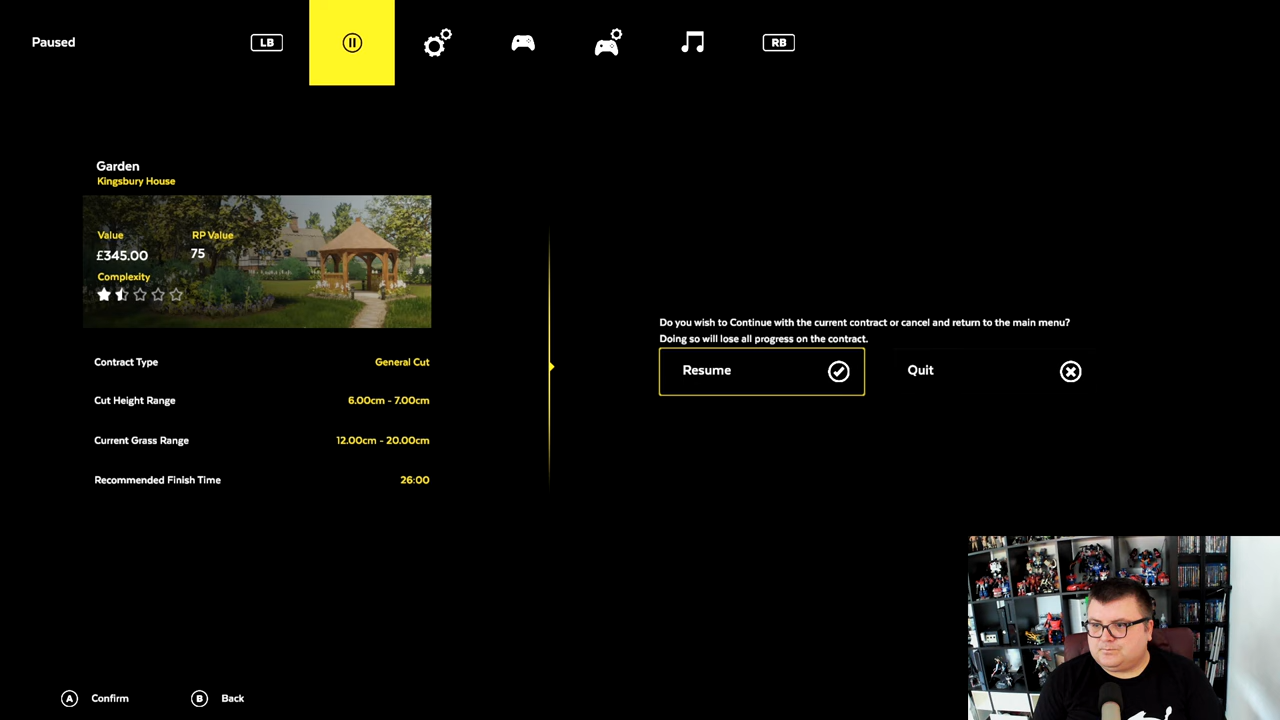 Paused
LB
RB
Garden
Kingsbury House
Value
RP Value
£345.00
75
Complexity
Contract Type
General Cut
Cut Height Range
6.00cm - 7.00cm
Current Grass Range
12.00cm - 20.00cm
Recommended Finish Time
26:00
Do you wish to Continue with the current contract or cancel and return to the main menu?
Doing so will lose all progress on the contract.
Resume
Quit
A Confirm
B Back